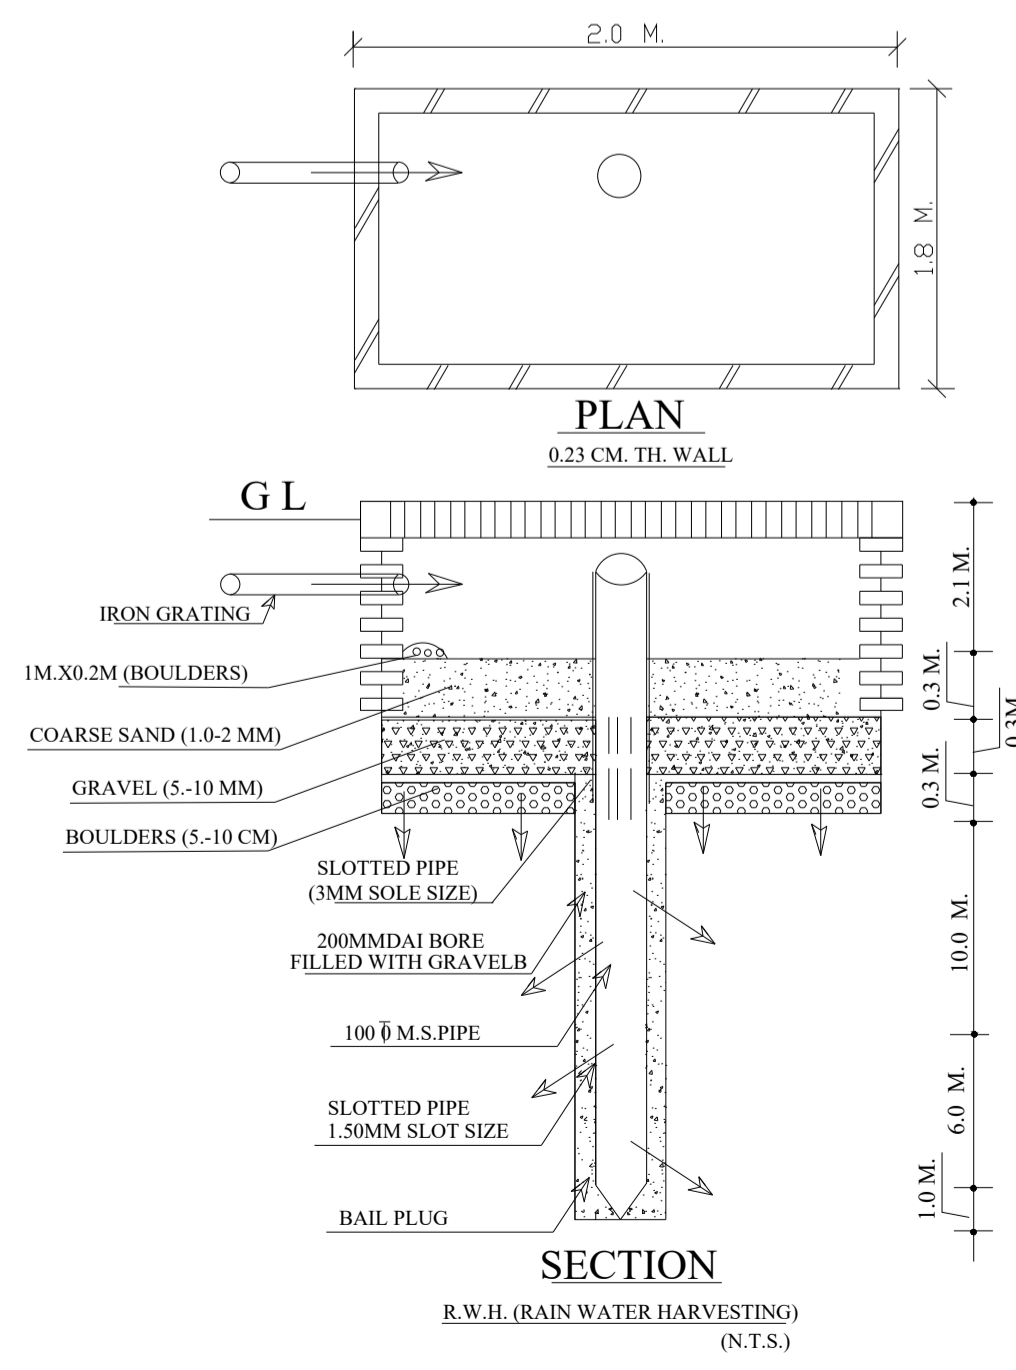 2.0 M.
1.8 M.
PLAN
0.23 CM. TH. WALL
G L
2.1 M.
IRON GRATING
1M.X0.2M (BOULDERS)
0.3 M.
COARSE SAND (1.0-2 MM)
0.3M
GRAVEL (5.-10 MM)
0.3 M.
BOULDERS (5.-10 CM)
SLOTTED PIPE
(3MM SOLE SIZE)
200MMDAI BORE
FILLED WITH GRAVELB
10.0 M.
100 0̅ M.S.PIPE
SLOTTED PIPE
1.50MM SLOT SIZE
6.0 M.
1.0 M.
BAIL PLUG
SECTION
R.W.H. (RAIN WATER HARVESTING)
(N.T.S.)